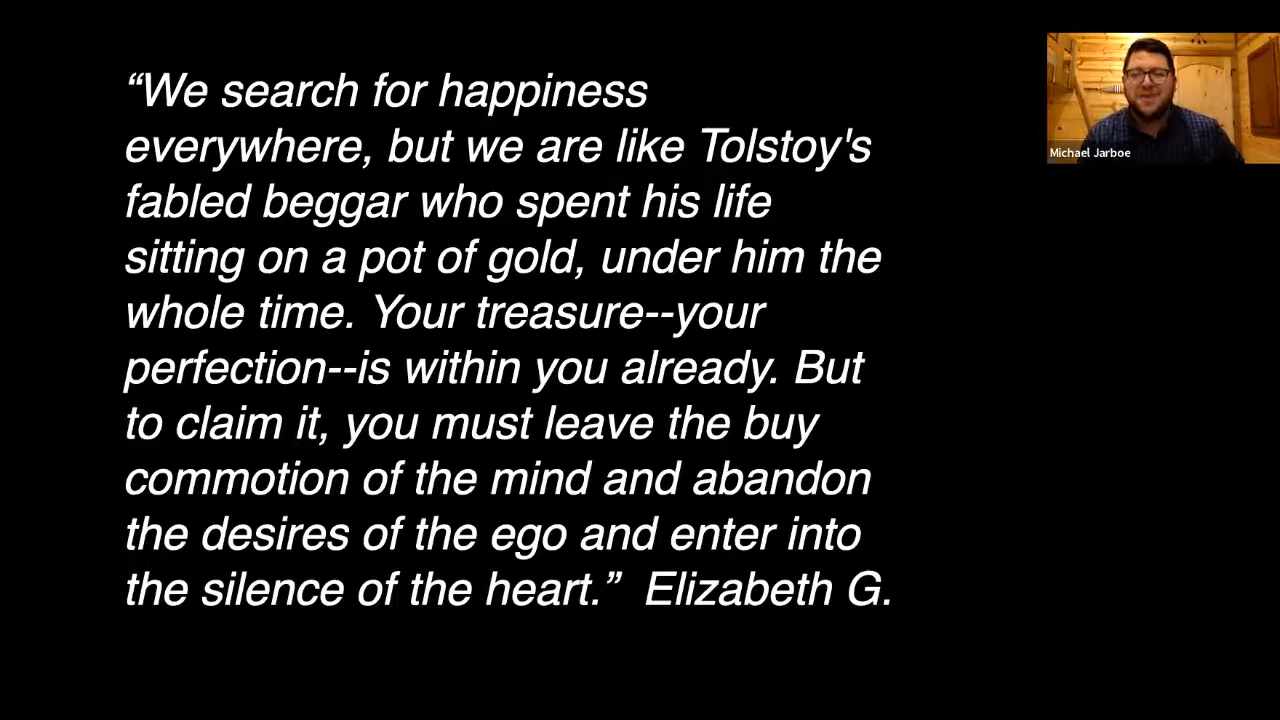 “We search for happiness
everywhere, but we are like Tolstoy's
fabled beggar who spent his life
sitting on a pot of gold, under him the
whole time. Your treasure--your
perfection--is within you already. But
to claim it, you must leave the buy
commotion of the mind and abandon
the desires of the ego and enter into
the silence of the heart.” Elizabeth G.
Michael Jarboe